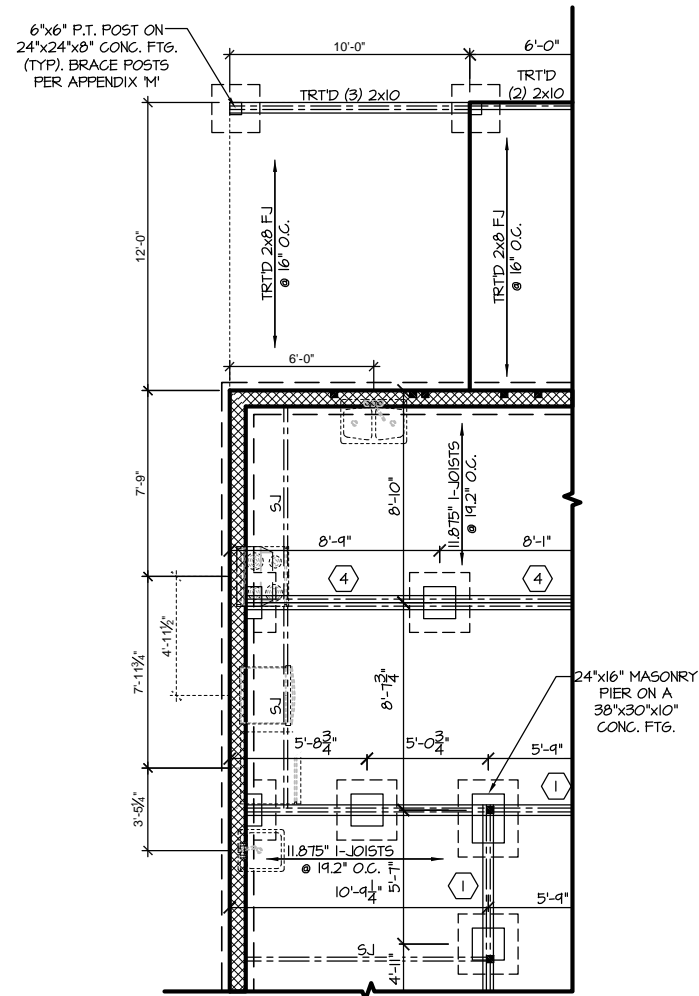 6"x6" P.T. POST ON
24"x24"x8" CONC. FTG.
(TYP). BRACE POSTS
PER APPENDIX 'M'
10'-0"
6'-0"
TRT'D (3) 2x10
TRT'D
(2) 2x10
12'-0"
TRT'D 2x8 FJ
@ 16" O.C.
TRT'D 2x8 FJ
@ 16" O.C.
6'-0"
7'-9"
SJ
8'-10"
11.875" I-JOISTS
@ 19.2" O.C.
8'-9"
8'-1"
4
4
4'-11½"
7'-11¾"
SJ
8'-7¾"
24"x16" MASONRY
PIER ON A
38"x30"x10"
CONC. FTG.
5'-8¾"
5'-0¾"
5'-9"
1
3'-5¼"
11.875" I-JOISTS
@ 19.2" O.C.
5'-7"
1
10'-9¼"
5'-9"
SJ
4'-11"